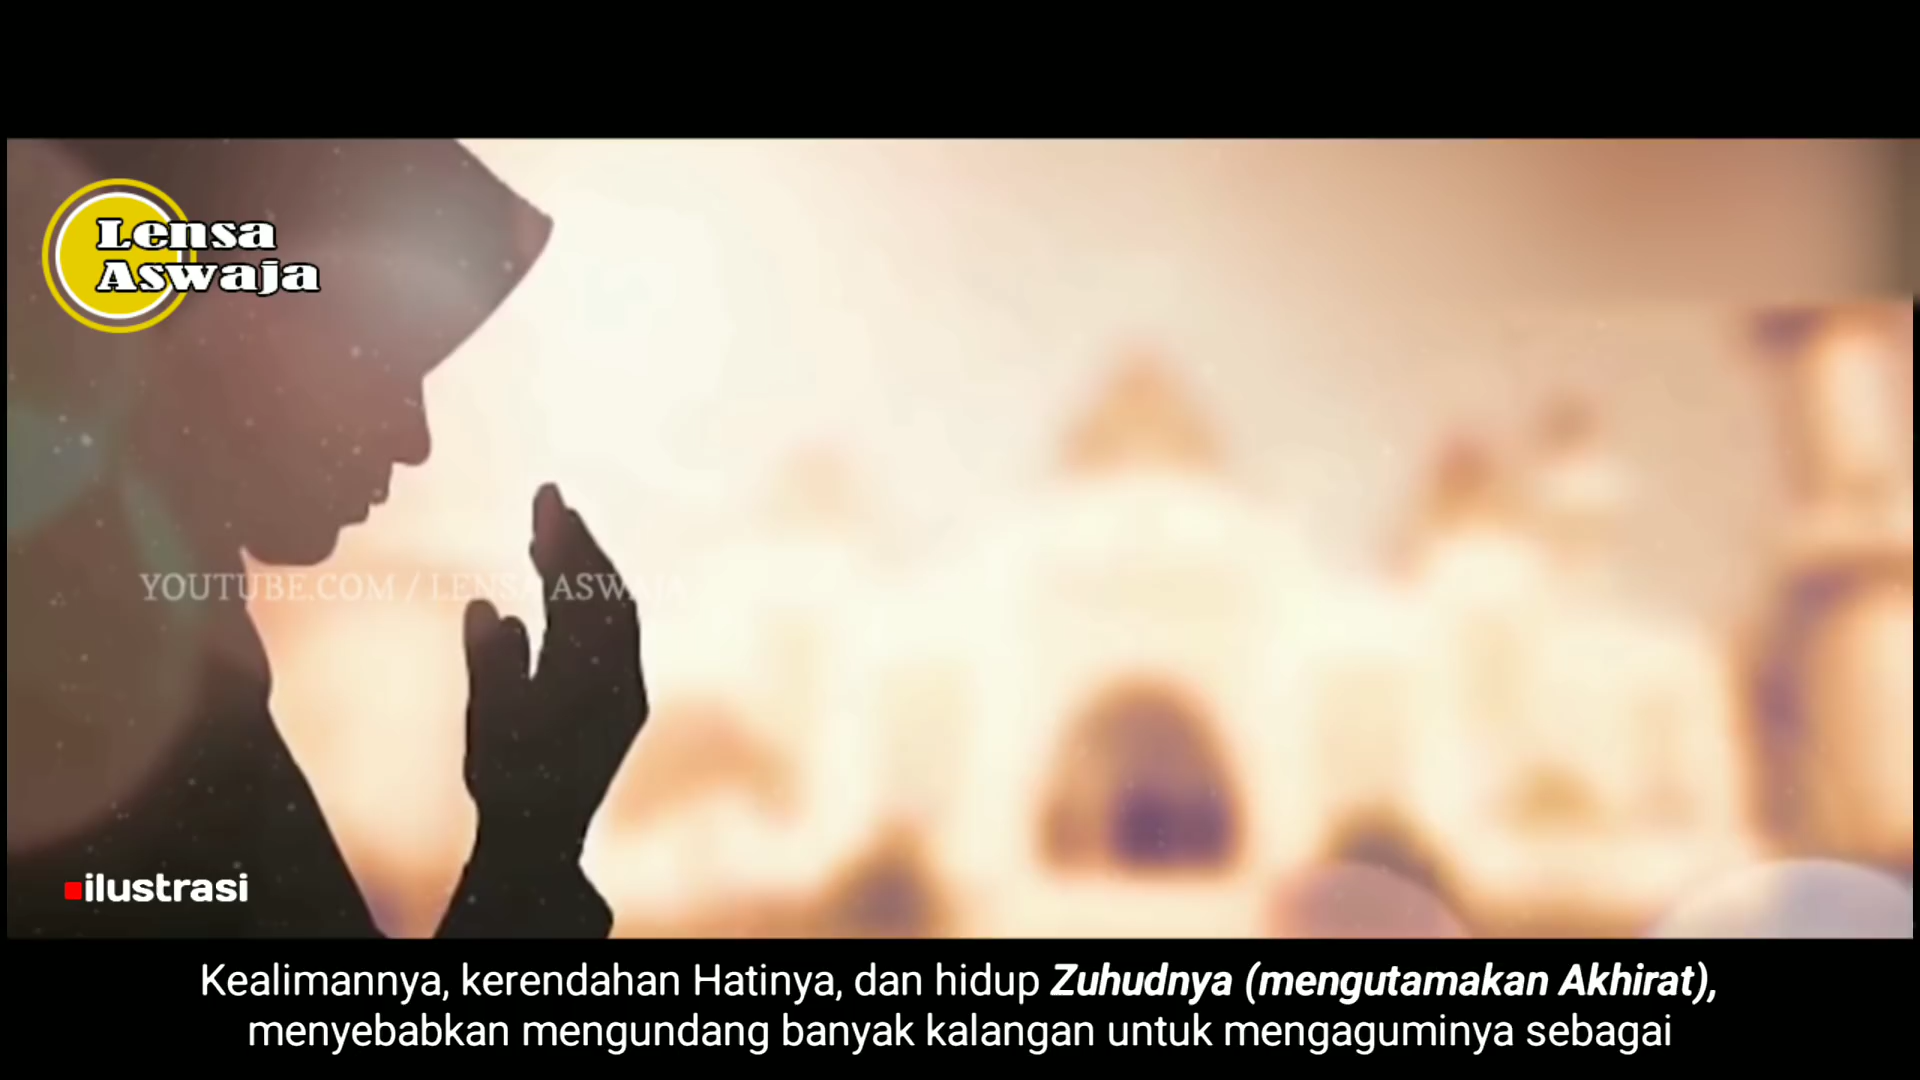 Lensa
Aswaja
YOUTUBE.COM / LENSA ASWAJA
ilustrasi
Kealimannya, kerendahan Hatinya, dan hidup Zuhudnya (mengutamakan Akhirat),
menyebabkan mengundang banyak kalangan untuk mengaguminya sebagai